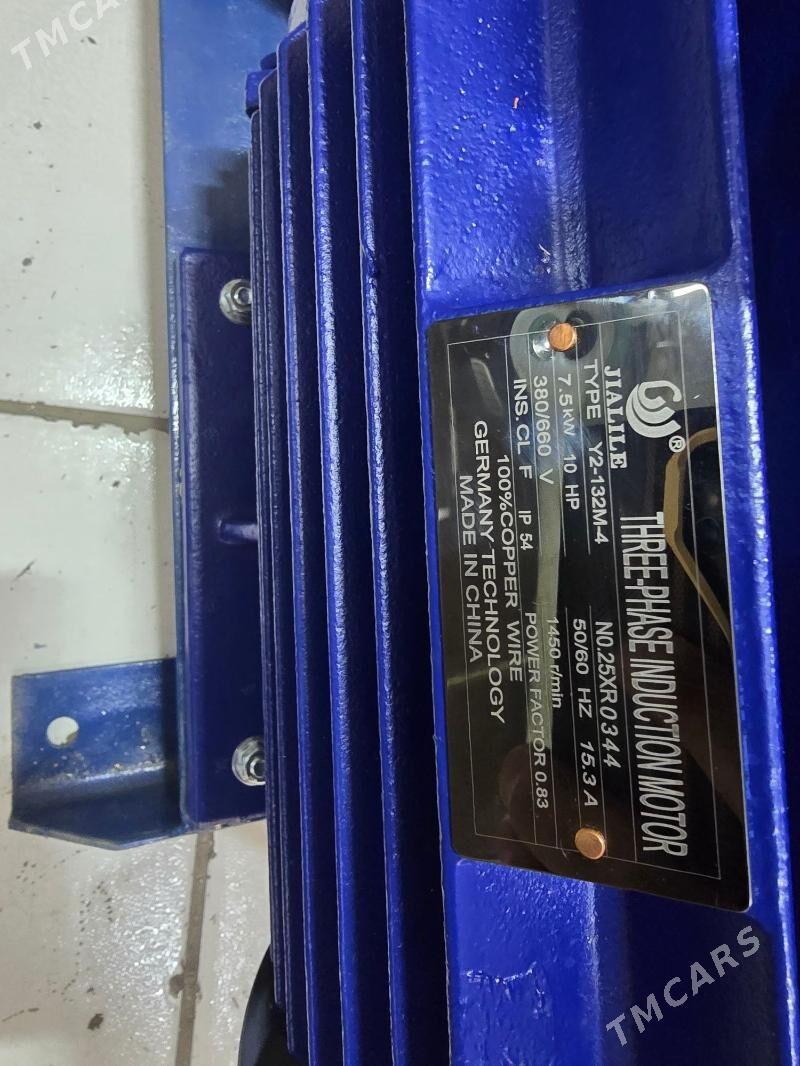 TMCARS
®
THREE-PHASE INDUCTION MOTOR
JIALILE
TYPE Y2-132M-4 NO.25XR0344
7.5kW 10 HP 50/60 HZ 15.3 A
380/660 V 1450 r/min
INS.CL F IP 54 POWER FACTOR 0.83
100%COPPER WIRE
GERMANY TECHNOLOGY
MADE IN CHINA
TMCARS